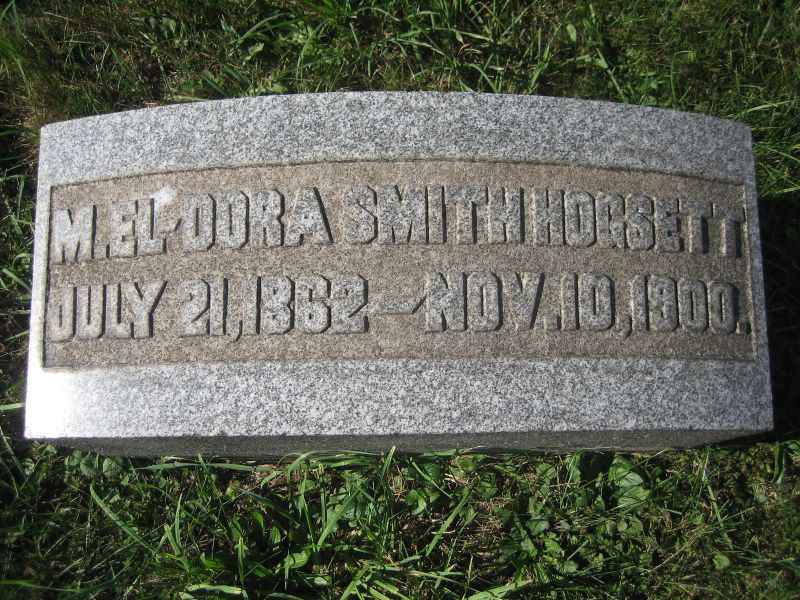 M. EL DORA SMITH HOGSETT
JULY 21, 1862 — NOV. 10, 1900.